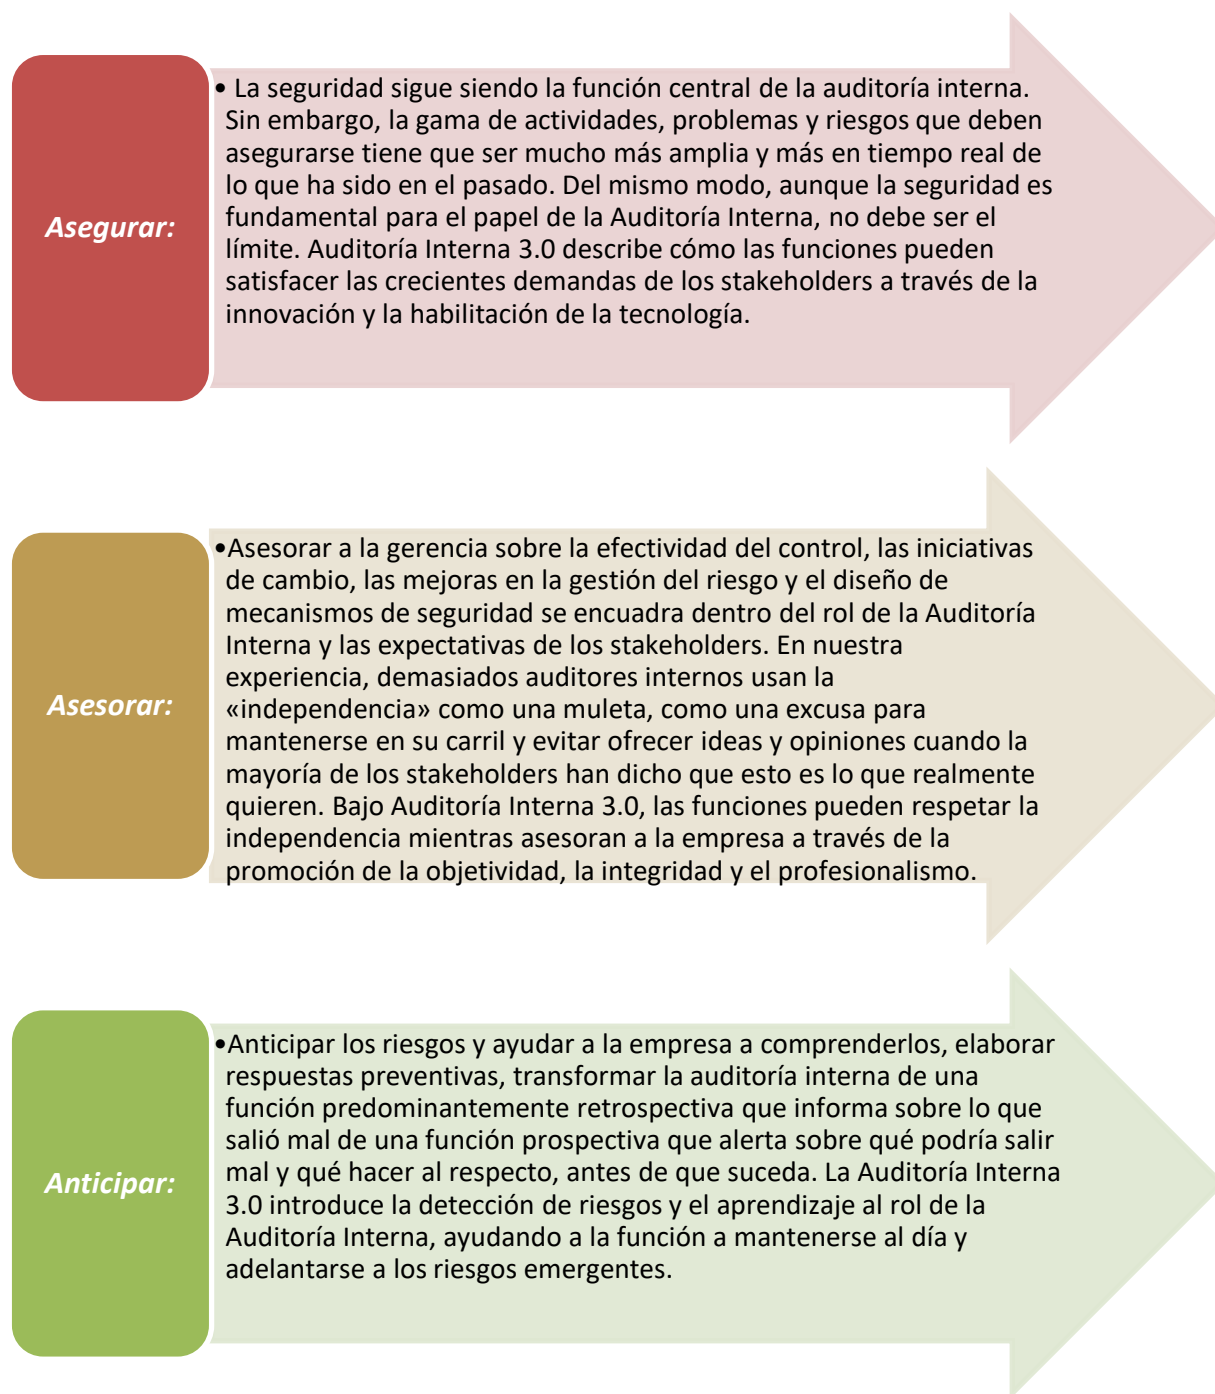 Asegurar:
• La seguridad sigue siendo la función central de la auditoría interna.
Sin embargo, la gama de actividades, problemas y riesgos que deben
asegurarse tiene que ser mucho más amplia y más en tiempo real de
lo que ha sido en el pasado. Del mismo modo, aunque la seguridad es
fundamental para el papel de la Auditoría Interna, no debe ser el
límite. Auditoría Interna 3.0 describe cómo las funciones pueden
satisfacer las crecientes demandas de los stakeholders a través de la
innovación y la habilitación de la tecnología.
Asesorar:
•Asesorar a la gerencia sobre la efectividad del control, las iniciativas
de cambio, las mejoras en la gestión del riesgo y el diseño de
mecanismos de seguridad se encuadra dentro del rol de la Auditoría
Interna y las expectativas de los stakeholders. En nuestra
experiencia, demasiados auditores internos usan la
«independencia» como una muleta, como una excusa para
mantenerse en su carril y evitar ofrecer ideas y opiniones cuando la
mayoría de los stakeholders han dicho que esto es lo que realmente
quieren. Bajo Auditoría Interna 3.0, las funciones pueden respetar la
independencia mientras asesoran a la empresa a través de la
promoción de la objetividad, la integridad y el profesionalismo.
Anticipar:
•Anticipar los riesgos y ayudar a la empresa a comprenderlos, elaborar
respuestas preventivas, transformar la auditoría interna de una
función predominantemente retrospectiva que informa sobre lo que
salió mal de una función prospectiva que alerta sobre qué podría salir
mal y qué hacer al respecto, antes de que suceda. La Auditoría Interna
3.0 introduce la detección de riesgos y el aprendizaje al rol de la
Auditoría Interna, ayudando a la función a mantenerse al día y
adelantarse a los riesgos emergentes.